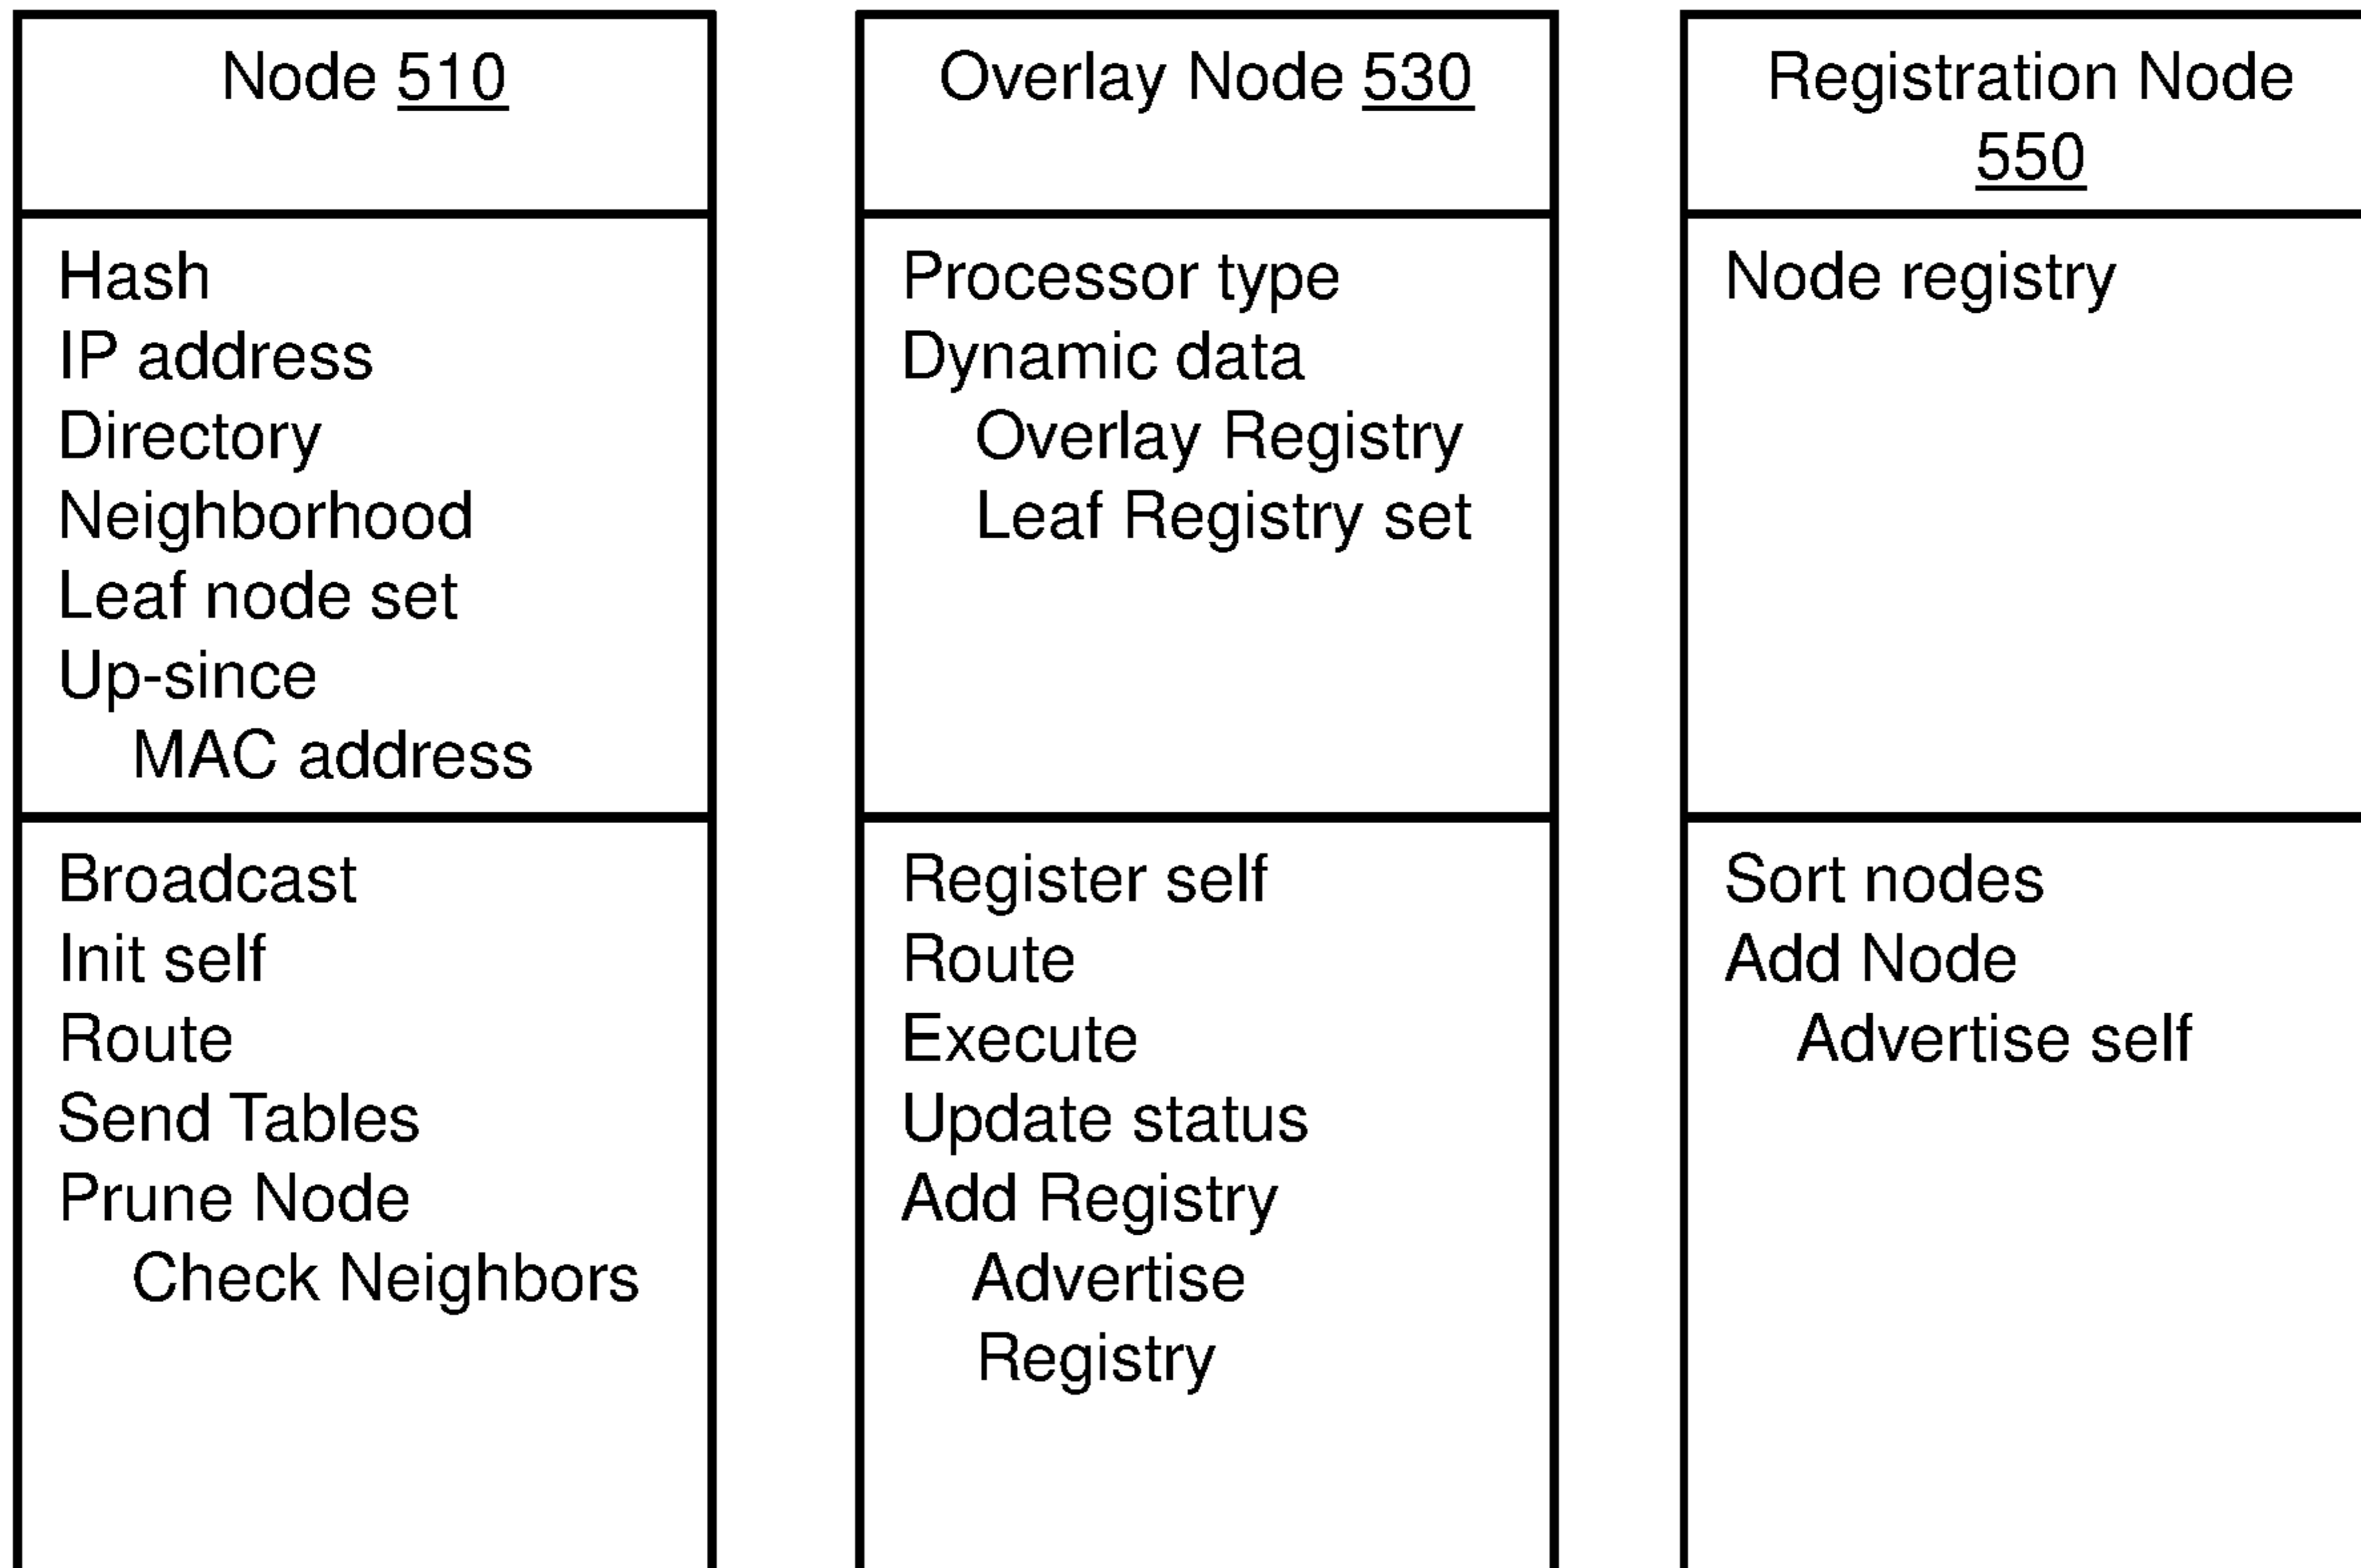 Node 510
Hash
IP address
Directory
Neighborhood
Leaf node set
Up-since
MAC address
Broadcast
Init self
Route
Send Tables
Prune Node
Check Neighbors
Overlay Node 530
Processor type
Dynamic data
Overlay Registry
Leaf Registry set
Register self
Route
Execute
Update status
Add Registry
Advertise
Registry
Registration Node
550
Node registry
Sort nodes
Add Node
Advertise self